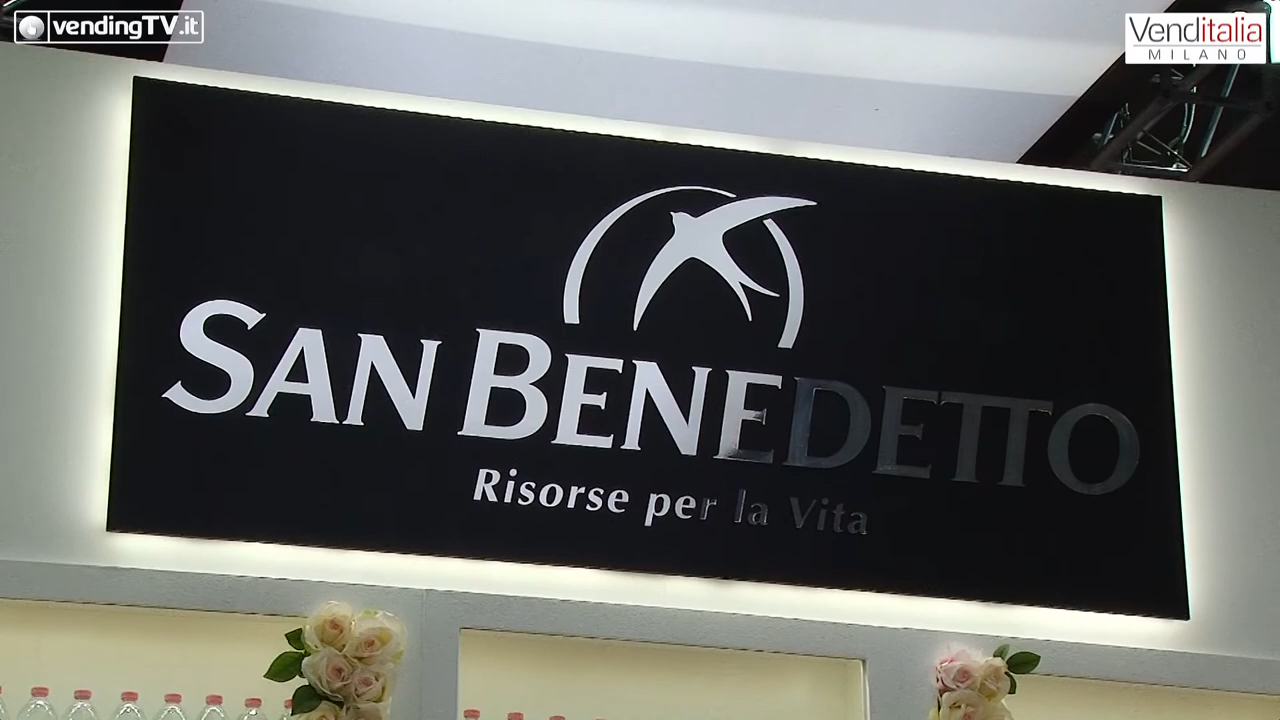 vendingTV.it
Venditalia
MILANO
SAN BENEDETTO
Risorse per la Vita